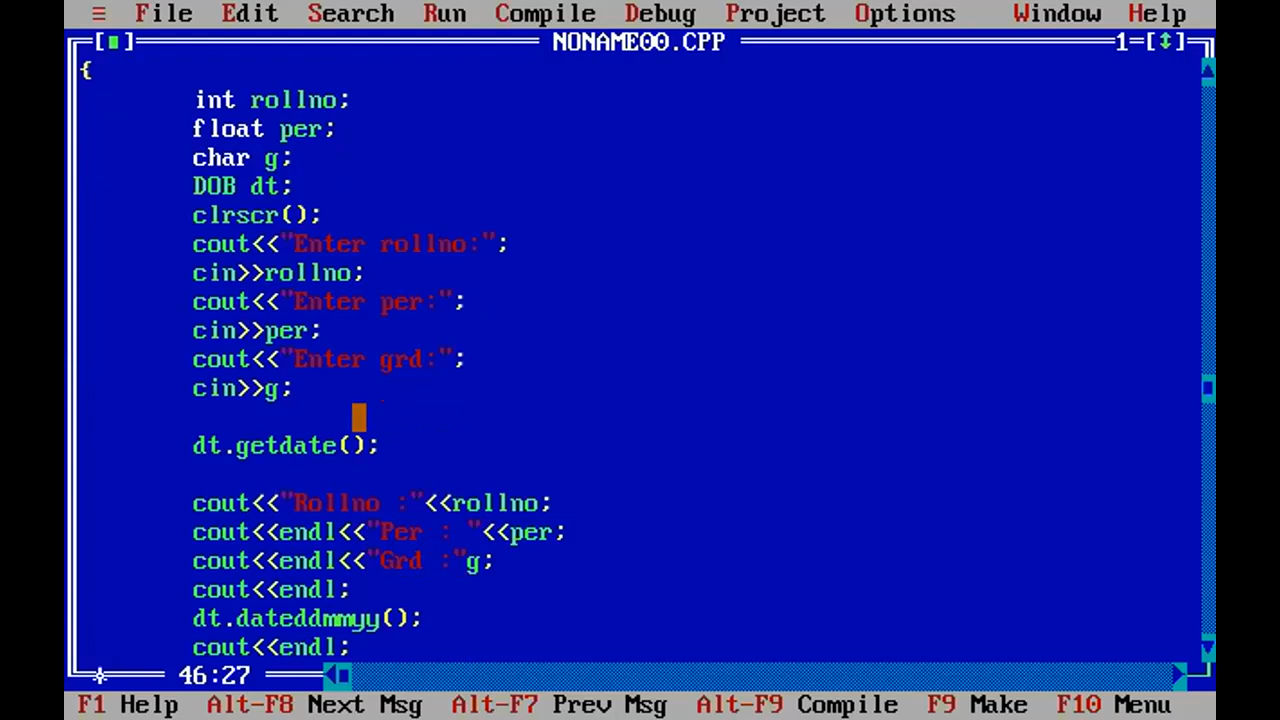 ≡ File Edit Search Run Compile Debug Project Options Window Help
[■] NONAME00.CPP 1=[↕]
{
int rollno;
float per;
char g;
DOB dt;
clrscr();
cout<<"Enter rollno:";
cin>>rollno;
cout<<"Enter per:";
cin>>per;
cout<<"Enter grd:";
cin>>g;
dt.getdate();
cout<<"Rollno :"<<rollno;
cout<<endl<<"Per : "<<per;
cout<<endl<<"Grd :"g;
cout<<endl;
dt.dateddmmyy();
cout<<endl;
46:27
F1 Help Alt-F8 Next Msg Alt-F7 Prev Msg Alt-F9 Compile F9 Make F10 Menu